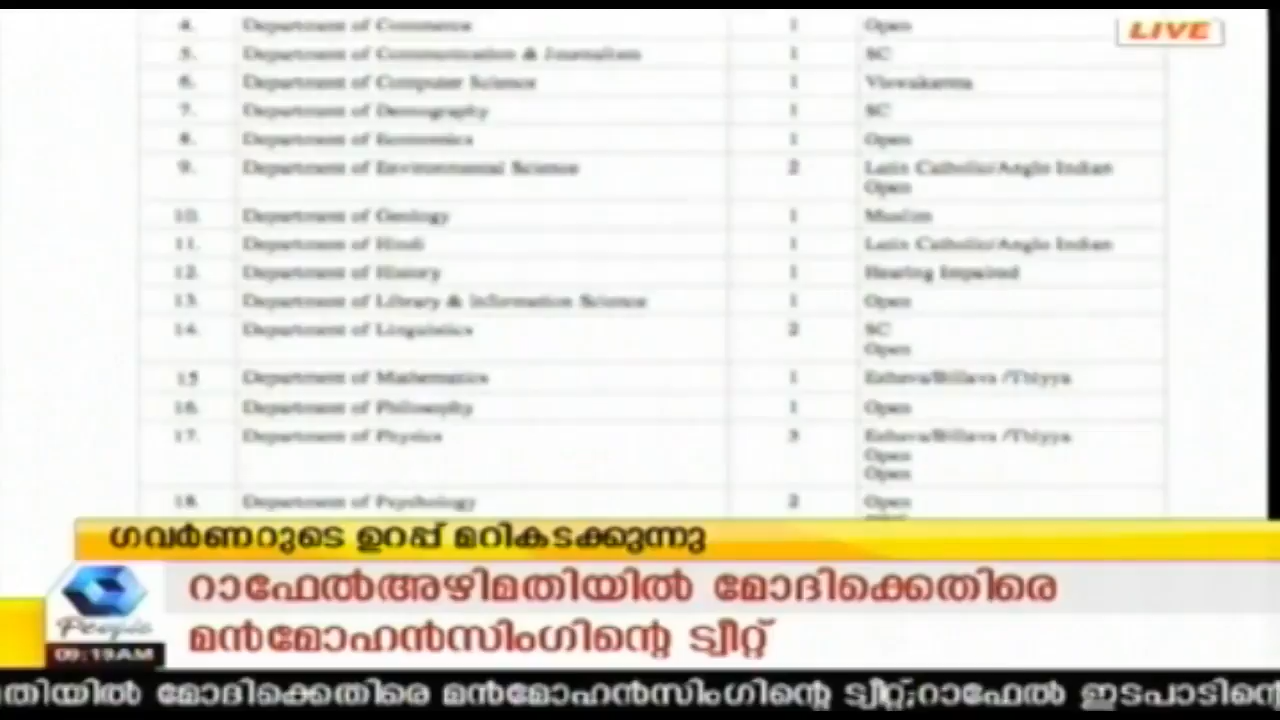 4. Department of Commerce 1 Open
LIVE
5. Department of Communication & Journalism 1 SC
6. Department of Computer Science 1 Viswakarma
7. Department of Demography 1 SC
8. Department of Economics 1 Open
9. Department of Environmental Science 2 Latin Catholic/Anglo Indian
Open
10. Department of Geology 1 Muslim
11. Department of Hindi 1 Latin Catholic/Anglo Indian
12. Department of History 1 Hearing Impaired
13. Department of Library & Information Science 1 Open
14. Department of Linguistics 2 SC
Open
15 Department of Mathematics 1 Ezhava/Billava /Thiyya
16. Department of Philosophy 1 Open
17. Department of Physics 3 Ezhava/Billava /Thiyya
Open
Open
18. Department of Psychology 2 Open
ഗവർണറുടെ ഉറപ്പ് മറികടക്കുന്നു
റാഫേൽഅഴിമതിയിൽ മോദിക്കെതിരെ
മൻമോഹൻസിംഗിന്റെ ട്വീറ്റ്
People
09:19AM
തിയിൽ മോദിക്കെതിരെ മൻമോഹൻസിംഗിന്റെ ട്വീറ്റ്;റാഫേൽ ഇടപാടിന്റെ